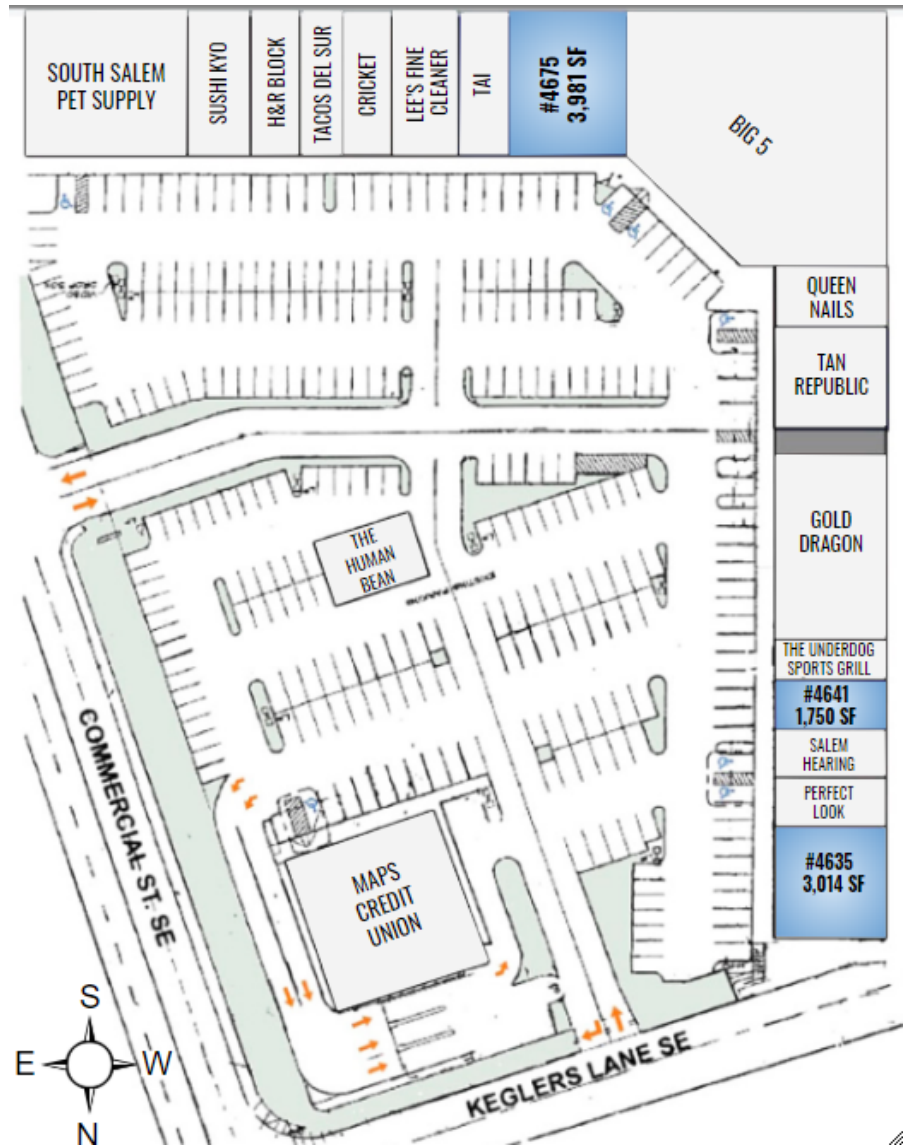 SOUTH SALEM
PET SUPPLY
SUSHI KYO
H&R BLOCK
TACOS DEL SUR
CRICKET
LEE'S FINE
CLEANER
TAI
#4675
3,981 SF
BIG 5
QUEEN
NAILS
TAN
REPUBLIC
GOLD
DRAGON
THE UNDERDOG
SPORTS GRILL
#4641
1,750 SF
SALEM
HEARING
PERFECT
LOOK
#4635
3,014 SF
THE
HUMAN
BEAN
EXISTING PARKING
MAPS
CREDIT
UNION
COMMERCIAL ST. SE
KEGLERS LANE SE
S
E
W
N